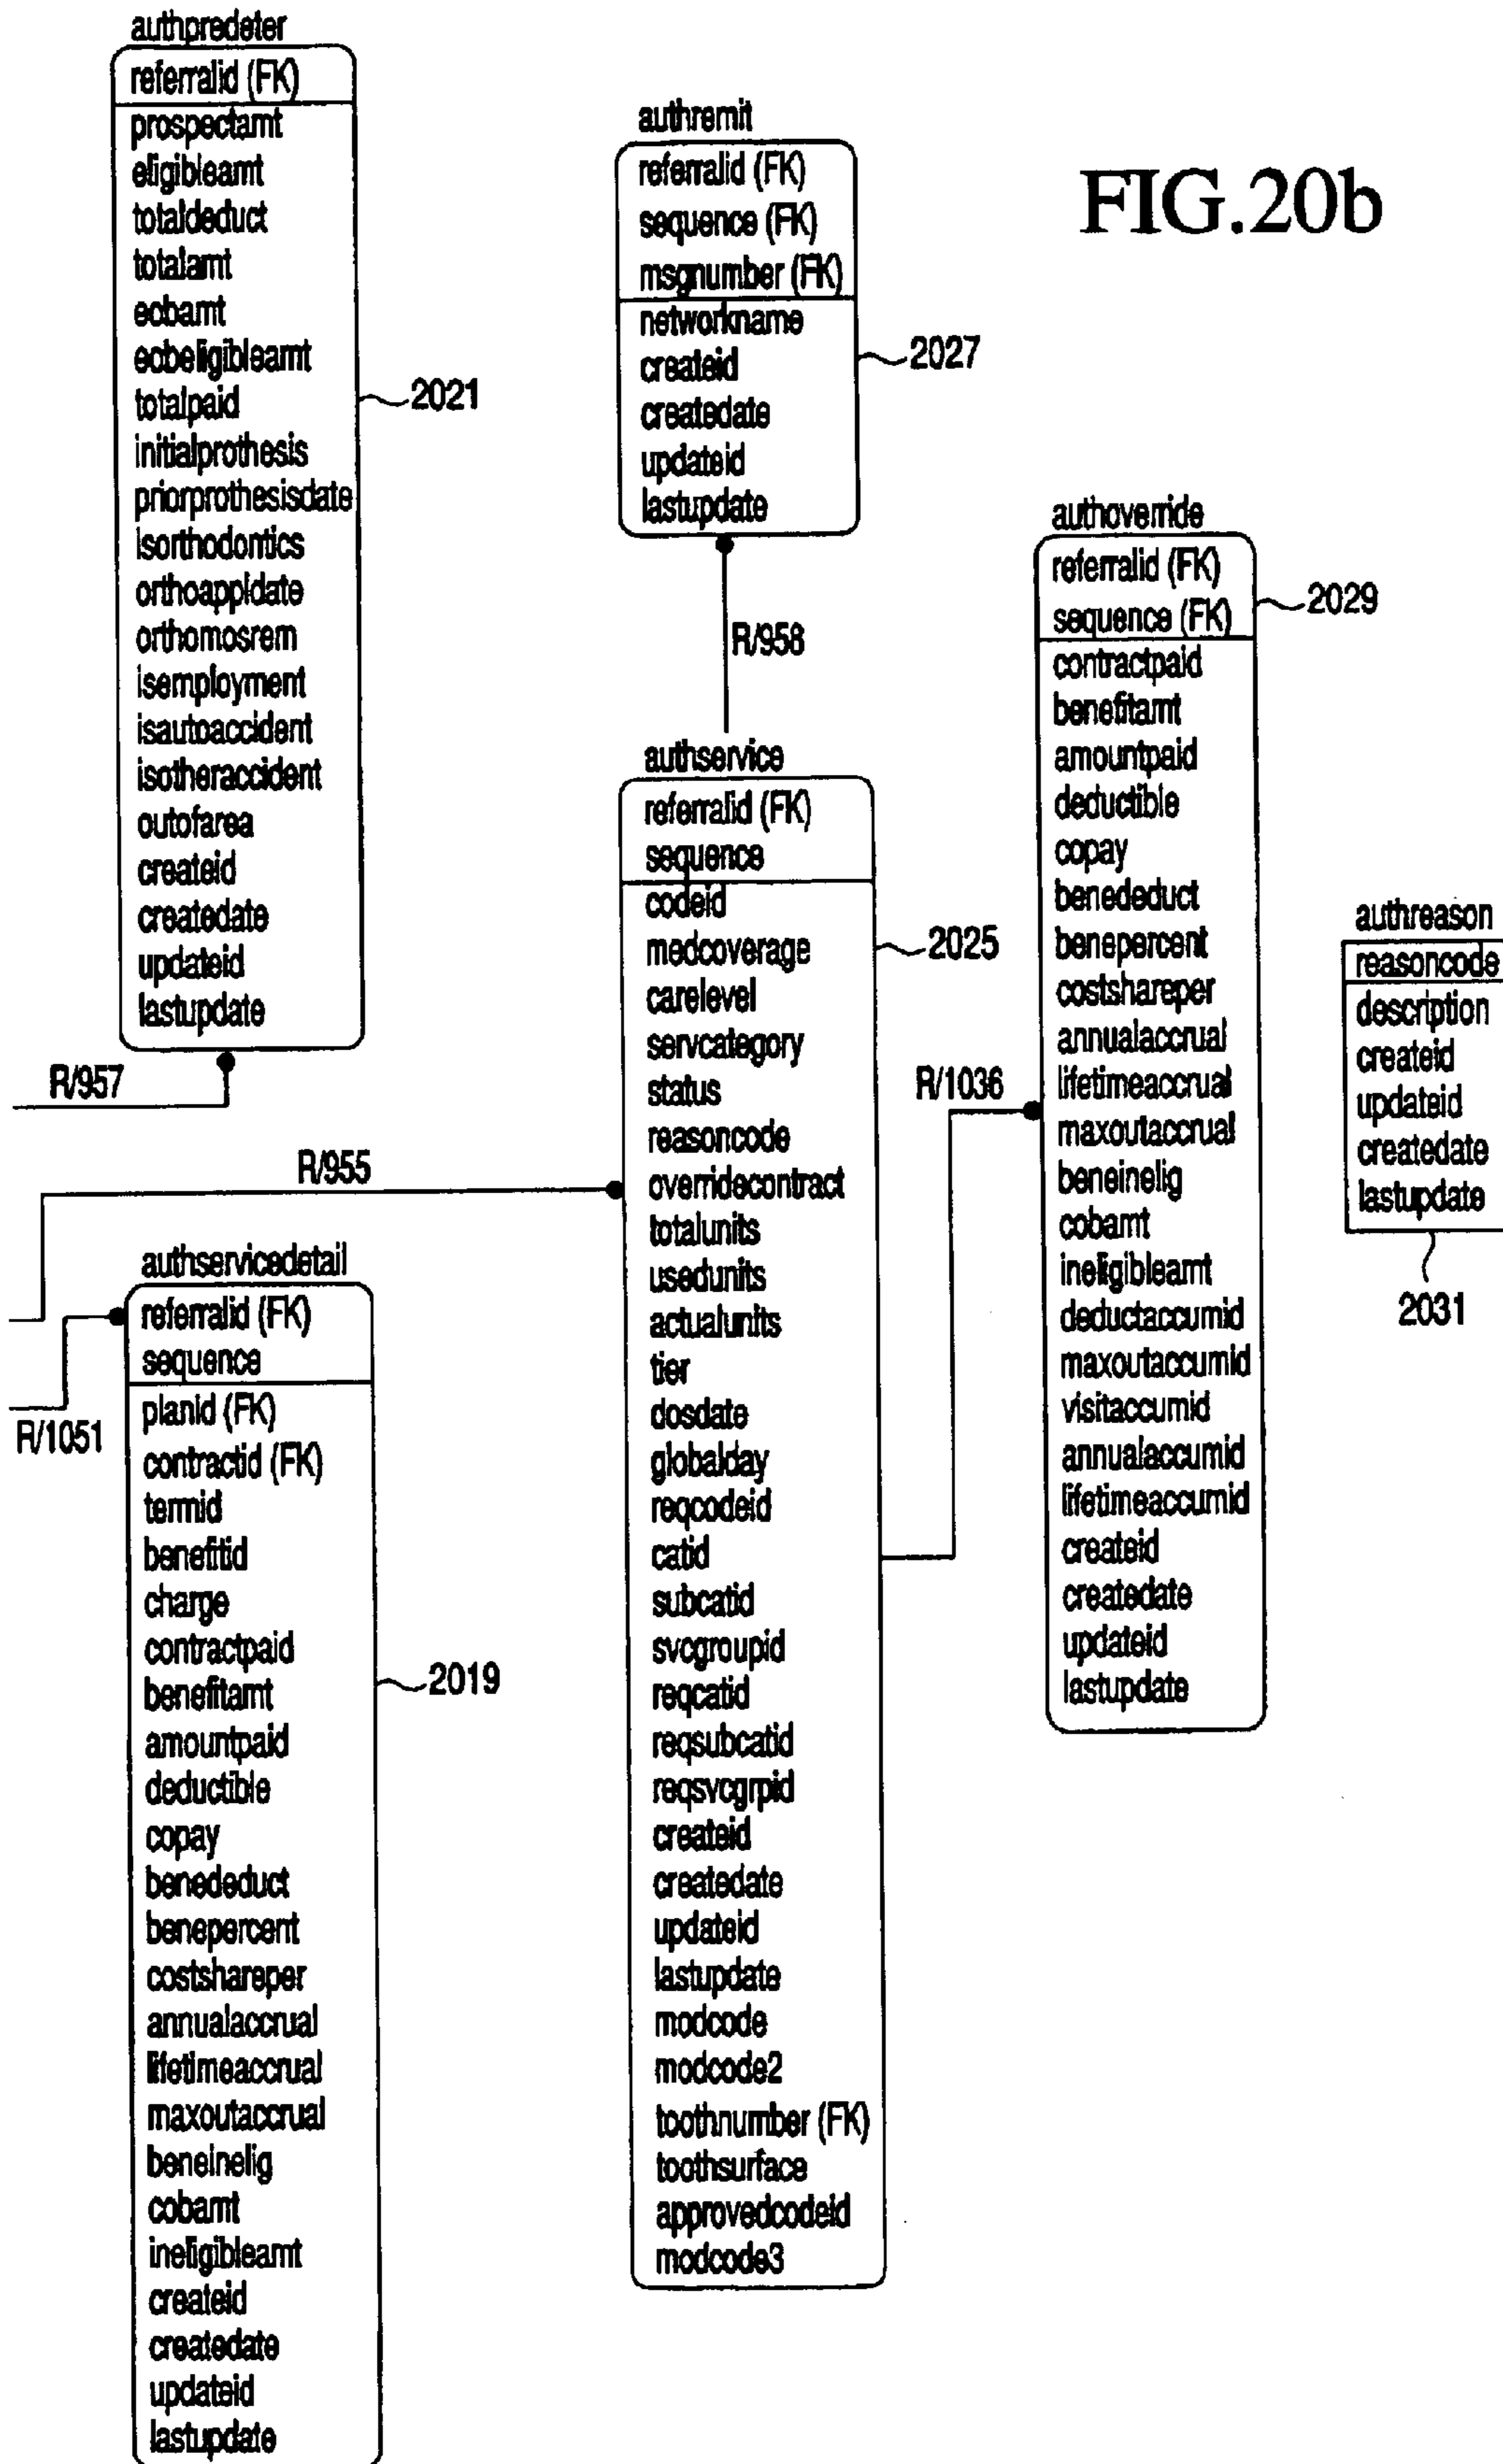 authpredeter
referralid (FK)
prospectamt
eligibleamt
totaldeduct
totalamt
ecbamt
ecbeligibleamt
totalpaid
initialprothesis
priorprothesisdate
isorthodontics
orthoappldate
orthomosrem
isemployment
isautoaccident
isotheraccident
outofarea
createid
createdate
updateid
lastupdate
2021
R/957
authremit
referralid (FK)
sequence (FK)
msgnumber (FK)
networkname
createid
createdate
updateid
lastupdate
2027
R/958
FIG.20b
authservice
referralid (FK)
sequence
codeid
medcoverage
carelevel
servcategory
status
reasoncode
overridecontract
totalunits
usedunits
actualunits
tier
dosdate
globalday
reqcodeid
catid
subcatid
svcgroupid
reqcatid
reqsubcatid
reqsvcgrpid
createid
createdate
updateid
lastupdate
modcode
modcode2
toothnumber (FK)
toothsurface
approvedcodeid
modcode3
2025
R/955
R/1036
authoverride
referralid (FK)
sequence (FK)
contractpaid
benefitamt
amountpaid
deductible
copay
benededuct
benepercent
costshareper
annualaccrual
lifetimeaccrual
maxoutaccrual
beneinelig
cobamt
ineligibleamt
deductaccumid
maxoutaccumid
visitaccumid
annualaccumid
lifetimeaccumid
createid
createdate
updateid
lastupdate
2029
authreason
reasoncode
description
createid
updateid
createdate
lastupdate
2031
authservicedetail
referralid (FK)
sequence
planid (FK)
contractid (FK)
termid
benefitid
charge
contractpaid
benefitamt
amountpaid
deductible
copay
benededuct
benepercent
costshareper
annualaccrual
lifetimeaccrual
maxoutaccrual
beneinelig
cobamt
ineligibleamt
createid
createdate
updateid
lastupdate
2019
R/1051